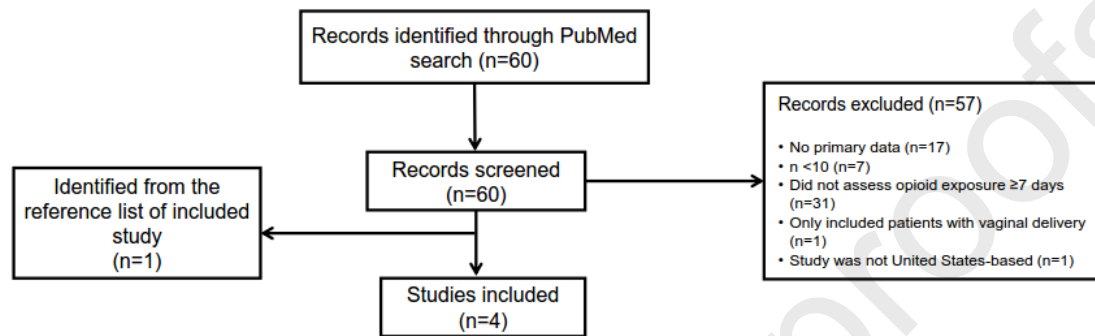 Records identified through PubMed
search (n=60)
Records excluded (n=57)
• No primary data (n=17)
• n <10 (n=7)
• Did not assess opioid exposure ≥7 days
(n=31)
• Only included patients with vaginal delivery
(n=1)
• Study was not United States-based (n=1)
Records screened
(n=60)
Identified from the
reference list of included
study
(n=1)
Studies included
(n=4)
proofs